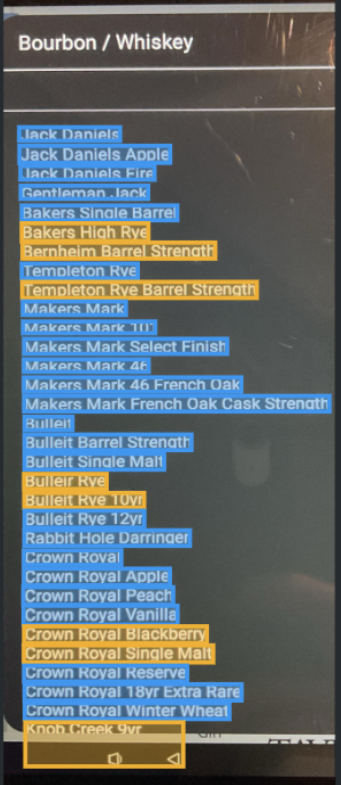 Bourbon / Whiskey
Jack Daniels
Jack Daniels Apple
Jack Daniels Fire
Gentleman Jack
Bakers Single Barrel
Bakers High Rye
Bernheim Barrel Strength
Templeton Rye
Templeton Rye Barrel Strength
Makers Mark
Makers Mark 101
Makers Mark Select Finish
Makers Mark 46
Makers Mark 46 French Oak
Makers Mark French Oak Cask Strength
Bulleit
Bulleit Barrel Strength
Bulleit Single Malt
Bulleir Rye
Bulleit Rye 10yr
Bulleit Rye 12yr
Rabbit Hole Darringer
Crown Royal
Crown Royal Apple
Crown Royal Peach
Crown Royal Vanilla
Crown Royal Blackberry
Crown Royal Single Malt
Crown Royal Reserve
Crown Royal 18yr Extra Rare
Crown Royal Winter Wheat
Knob Creek 9yr